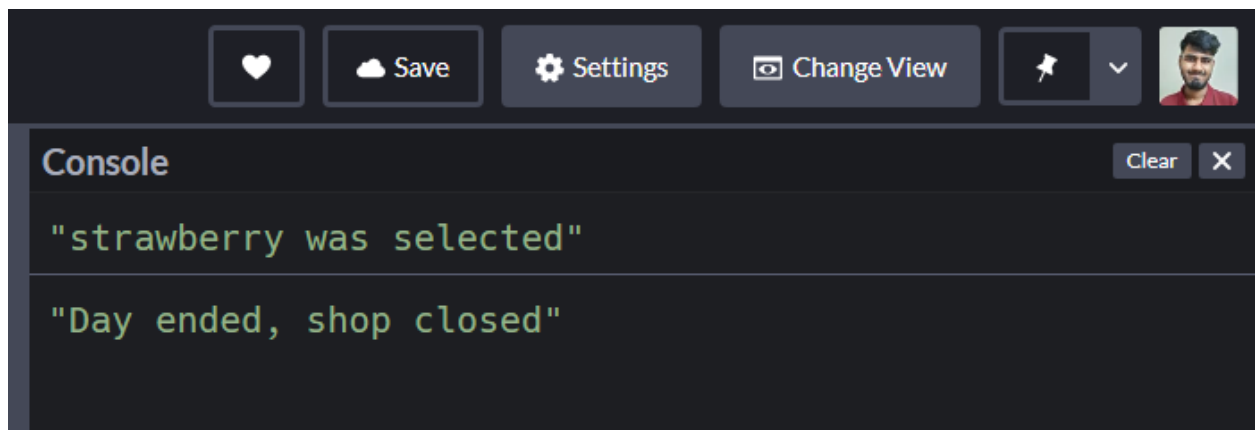 Save Settings Change View
Console Clear
"strawberry was selected"
"Day ended, shop closed"